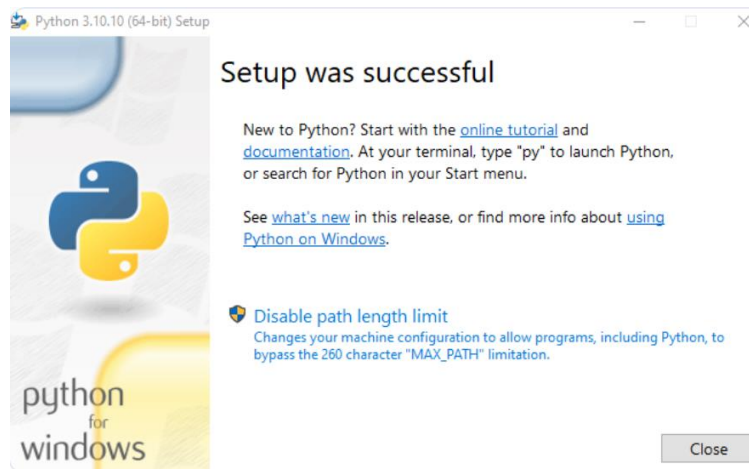 Python 3.10.10 (64-bit) Setup
Setup was successful
New to Python? Start with the online tutorial and
documentation. At your terminal, type "py" to launch Python,
or search for Python in your Start menu.
See what's new in this release, or find more info about using
Python on Windows.
Disable path length limit
Changes your machine configuration to allow programs, including Python, to
bypass the 260 character "MAX_PATH" limitation.
python
for
windows
Close